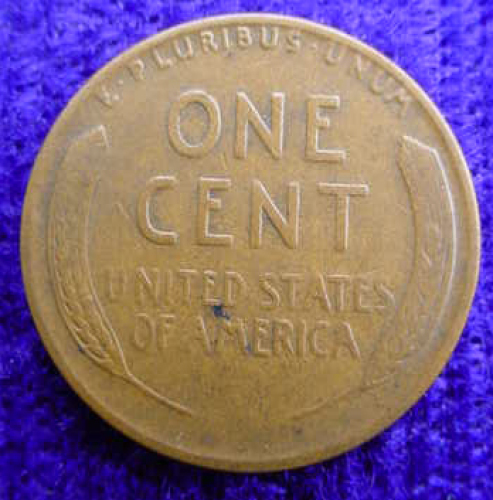 E · PLURIBUS · UNUM
ONE
CENT
UNITED STATES
OF AMERICA